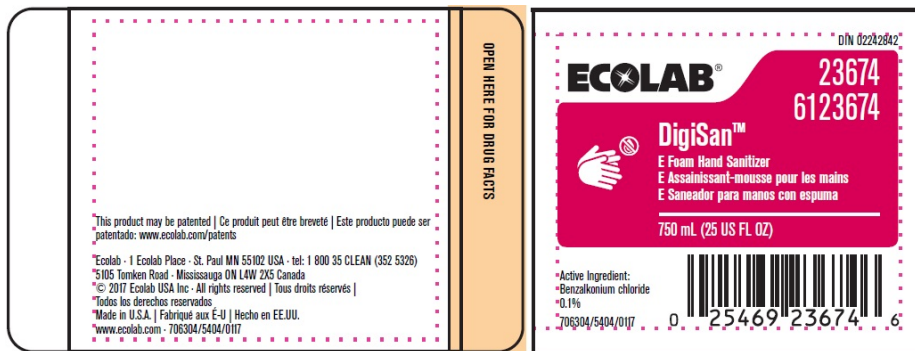 This product may be patented | Ce produit peut être breveté | Este producto puede ser
patentado: www.ecolab.com/patents
Ecolab · 1 Ecolab Place · St. Paul MN 55102 USA · tel: 1 800 35 CLEAN (352 5326)
5105 Tomken Road · Mississauga ON L4W 2X5 Canada
© 2017 Ecolab USA Inc · All rights reserved | Tous droits réservés |
Todos los derechos reservados
Made in U.S.A. | Fabriqué aux É-U | Hecho en EE.UU.
www.ecolab.com · 706304/5404/0117
OPEN HERE FOR DRUG FACTS
DIN 02242842
ECOLAB®
23674
6123674
DigiSan™
E Foam Hand Sanitizer
E Assainissant-mousse pour les mains
E Saneador para manos con espuma
750 mL (25 US FL OZ)
Active Ingredient:
Benzalkonium chloride
0.1%
706304/5404/0117
0 25469 23674 6